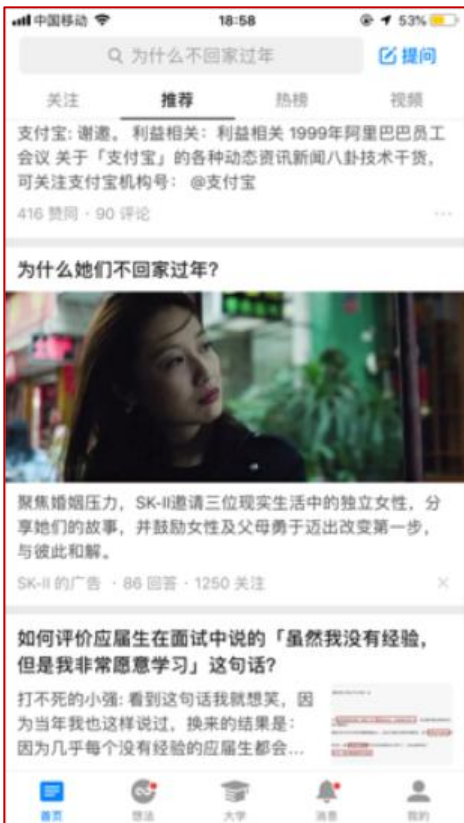 中国移动 18:58 53%
为什么不回家过年 提问
关注 推荐 热榜 视频
支付宝: 谢邀。 利益相关: 利益相关 1999年阿里巴巴员工
会议 关于「支付宝」的各种动态资讯新闻八卦技术干货,
可关注支付宝机构号: @支付宝
416 赞同 · 90 评论
为什么她们不回家过年?
聚焦婚姻压力, SK-II邀请三位现实生活中的独立女性, 分
享她们的故事, 并鼓励女性及父母勇于迈出改变第一步,
与彼此和解。
SK-II 的广告 · 86 回答 · 1250 关注
如何评价应届生在面试中说的「虽然我没有经验,
但是我非常愿意学习」这句话?
打不死的小强: 看到这句话我就想笑, 因
为当年我也这样说过, 换来的结果是:
因为几乎每个没有经验的应届生都会...
首页 想法 大学 消息 我的